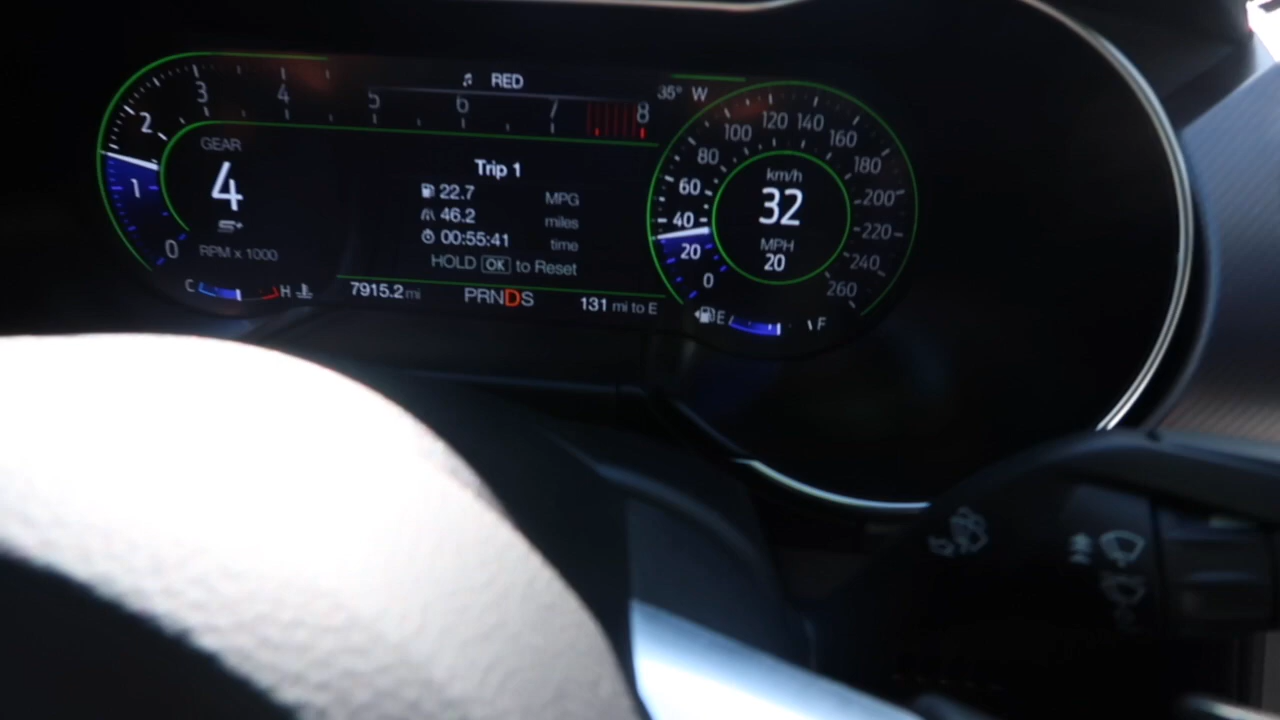 RED
35° W
0 1 2 3 4 5 6 7 8
GEAR
4
S+
RPM x 1000
C H
Trip 1
22.7 MPG
46.2 miles
00:55:41 time
HOLD OK to Reset
7915.2 mi
PRNDS
131 mi to E
0 20 40 60 80 100 120 140 160 180 200 220 240 260
km/h
32
MPH
20
E F